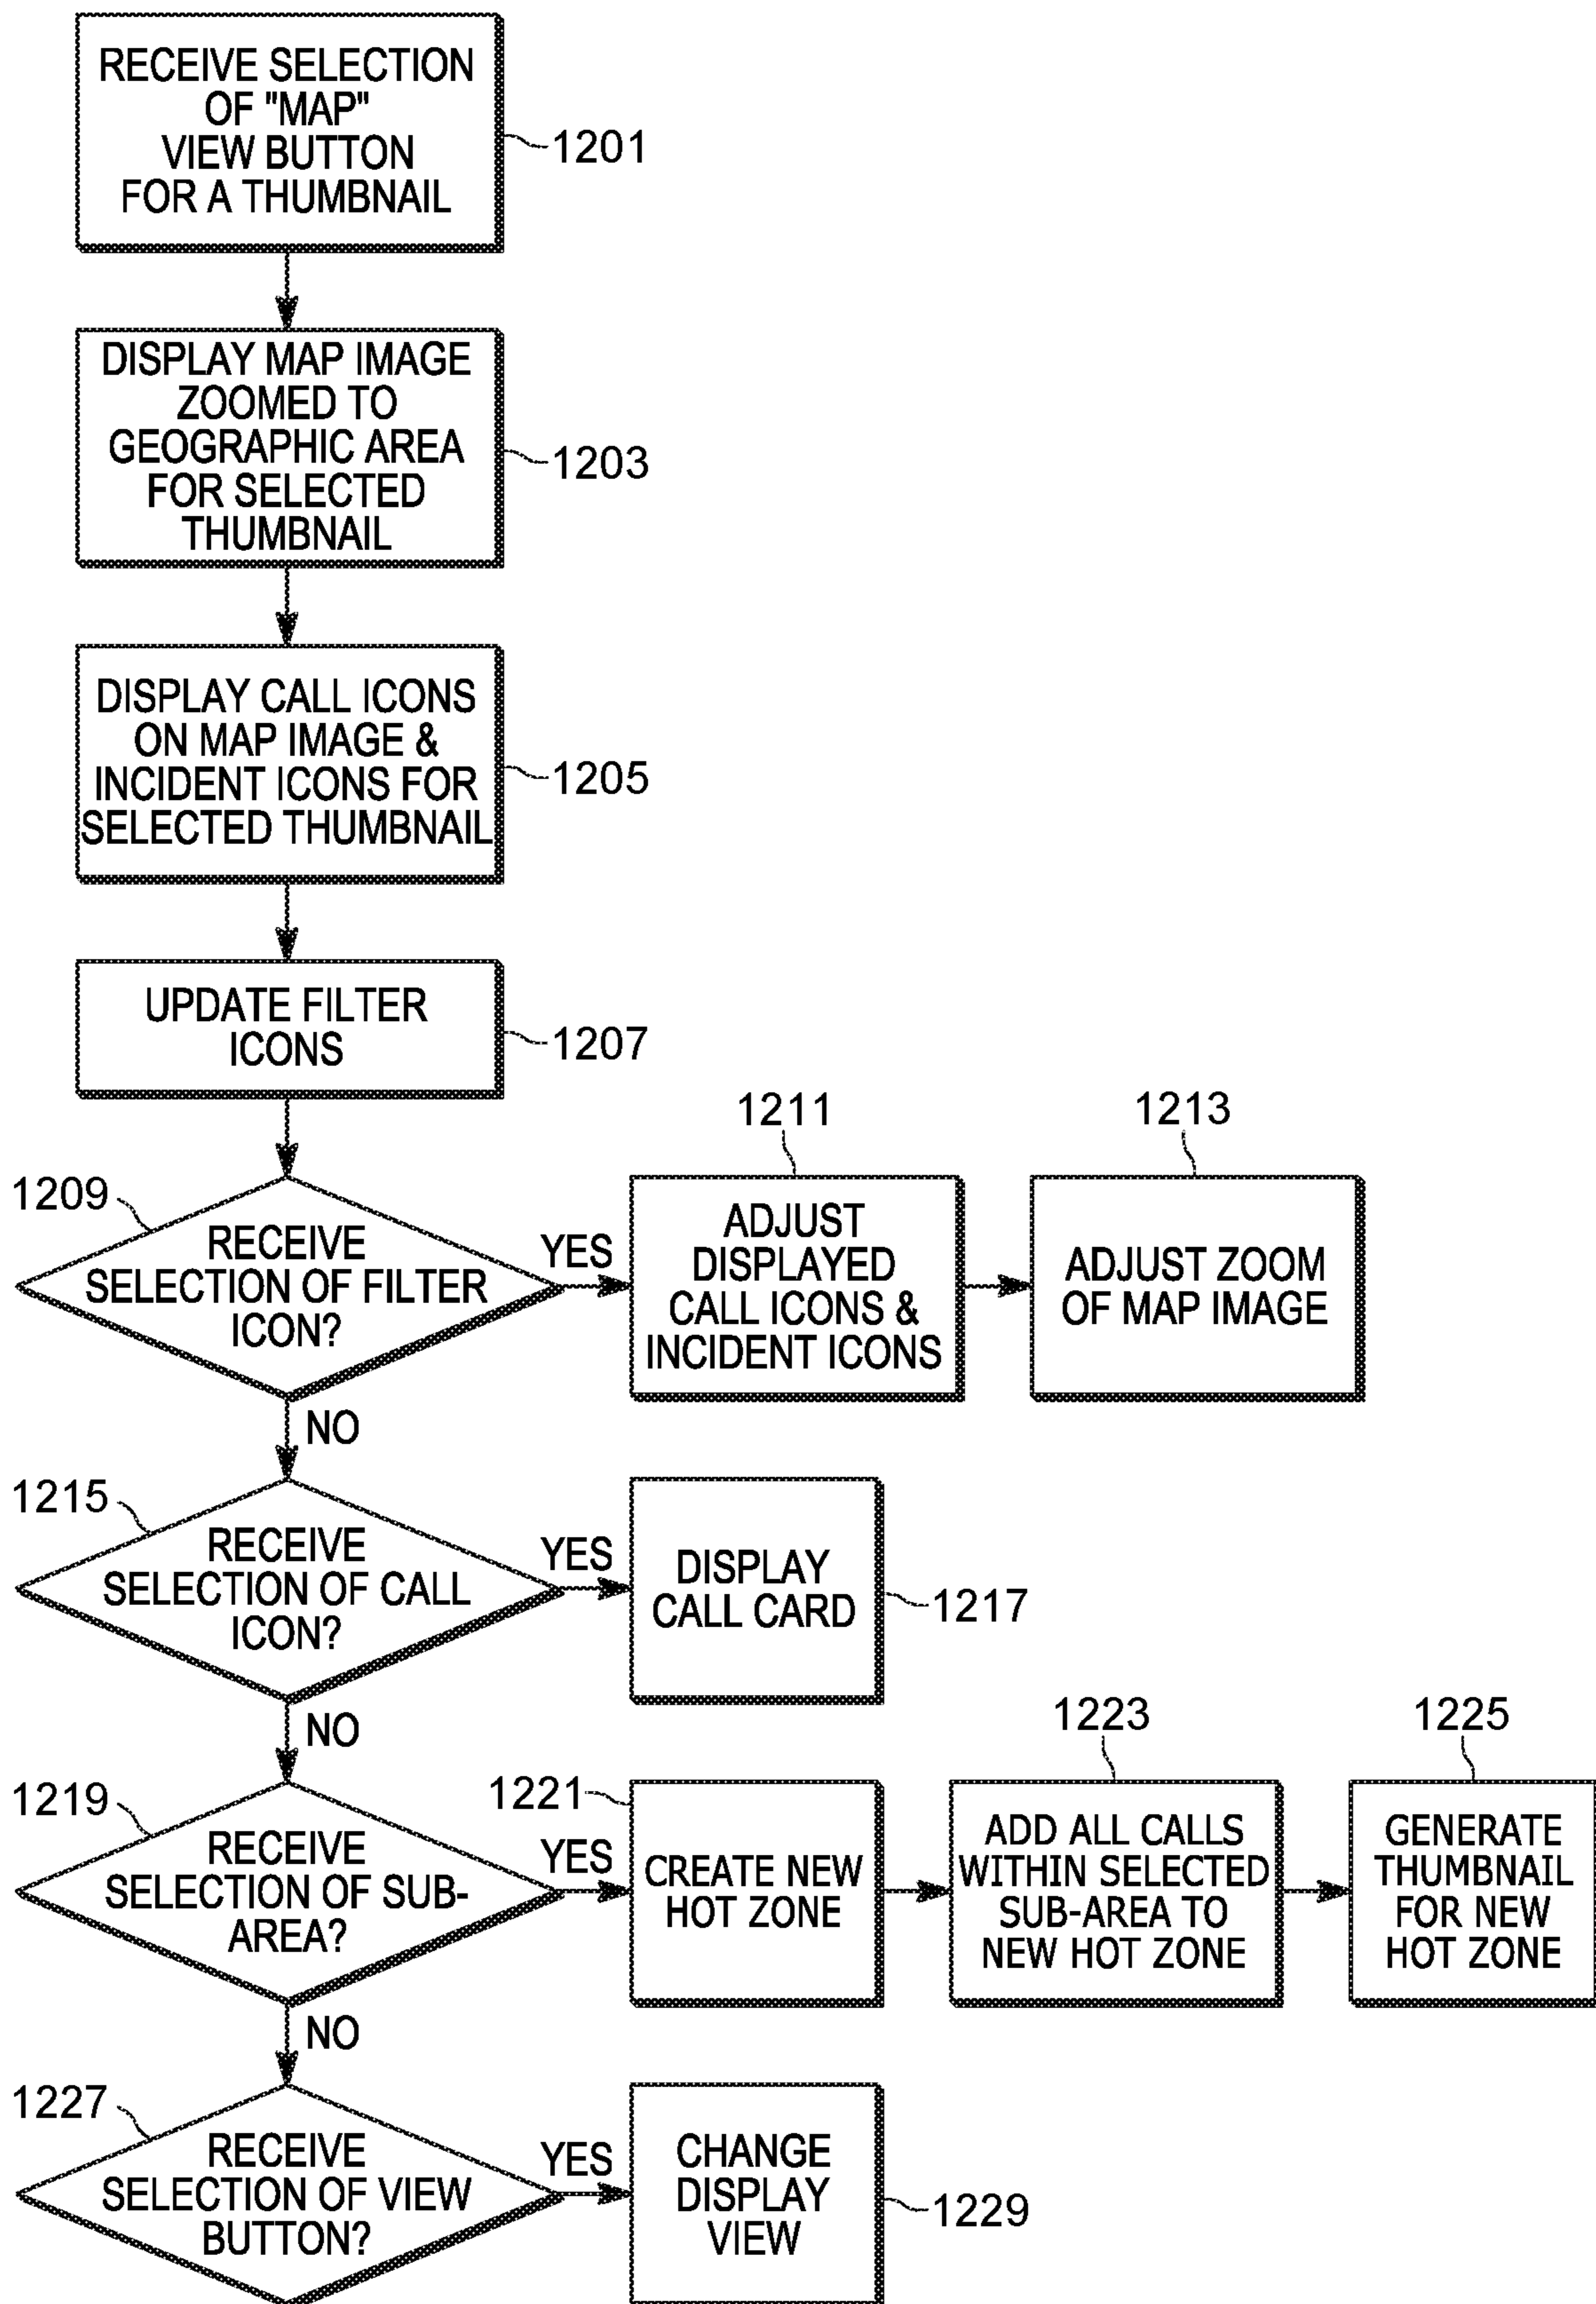 RECEIVE SELECTION
OF "MAP"
VIEW BUTTON
FOR A THUMBNAIL
1201
DISPLAY MAP IMAGE
ZOOMED TO
GEOGRAPHIC AREA
FOR SELECTED
THUMBNAIL
1203
DISPLAY CALL ICONS
ON MAP IMAGE &
INCIDENT ICONS FOR
SELECTED THUMBNAIL
1205
UPDATE FILTER
ICONS
1207
1209
RECEIVE
SELECTION OF FILTER
ICON?
YES
1211
ADJUST
DISPLAYED
CALL ICONS &
INCIDENT ICONS
1213
ADJUST ZOOM
OF MAP IMAGE
NO
1215
RECEIVE
SELECTION OF CALL
ICON?
YES
DISPLAY
CALL CARD
1217
NO
1219
RECEIVE
SELECTION OF SUB-
AREA?
YES
1221
CREATE NEW
HOT ZONE
1223
ADD ALL CALLS
WITHIN SELECTED
SUB-AREA TO
NEW HOT ZONE
1225
GENERATE
THUMBNAIL
FOR NEW
HOT ZONE
NO
1227
RECEIVE
SELECTION OF VIEW
BUTTON?
YES
CHANGE
DISPLAY
VIEW
1229